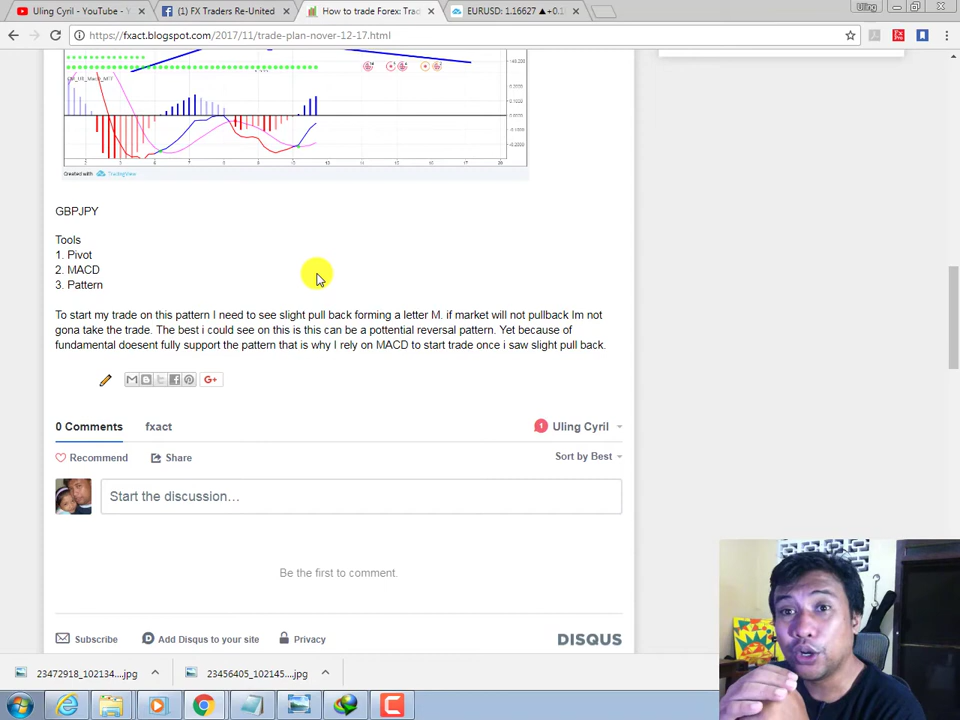 Uling Cyril - YouTube -
(1) FX Traders Re-United
How to trade Forex: Trad
EURUSD: 1.16627 ▲+0.1
Uling
https://fxact.blogspot.com/2017/11/trade-plan-nover-12-17.html
Created with TradingView
GBPJPY
Tools
1. Pivot
2. MACD
3. Pattern
To start my trade on this pattern I need to see slight pull back forming a letter M. if market will not pullback Im not
gona take the trade. The best i could see on this is this can be a pottential reversal pattern. Yet because of
fundamental doesent fully support the pattern that is why I rely on MACD to start trade once i saw slight pull back.
G+
0 Comments fxact
1 Uling Cyril
Recommend Share
Sort by Best
Start the discussion…
Be the first to comment.
Subscribe Add Disqus to your site Privacy
DISQUS
23472918_102134....jpg
23456405_102145....jpg